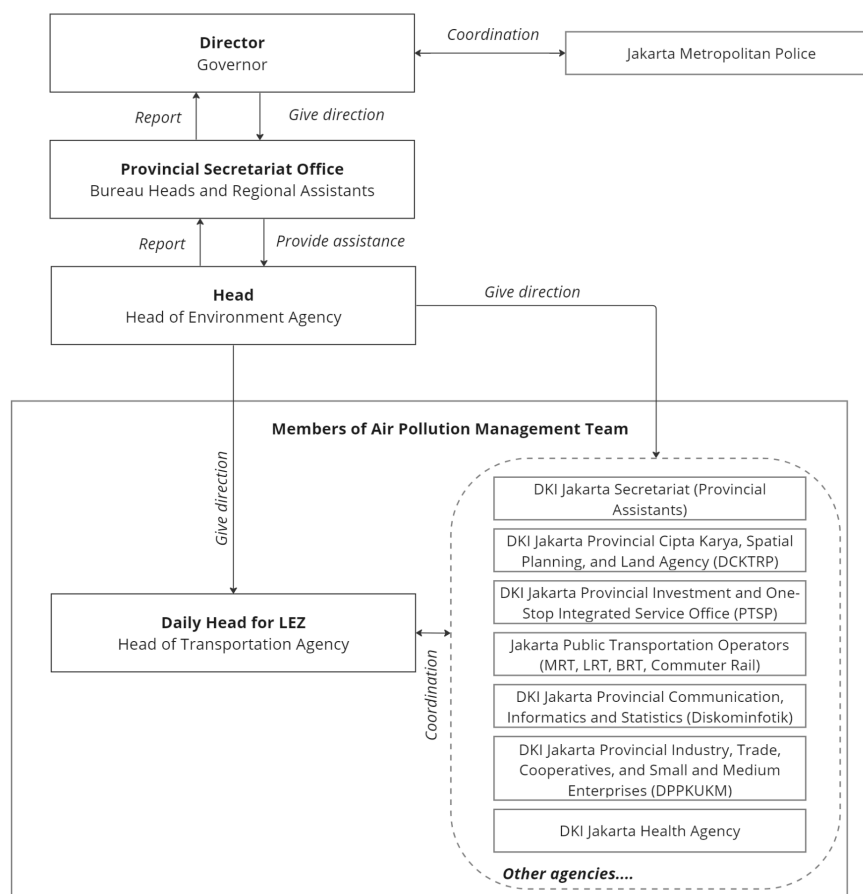 Director
Governor
Coordination
Jakarta Metropolitan Police
Report
Give direction
Provincial Secretariat Office
Bureau Heads and Regional Assistants
Report
Provide assistance
Head
Head of Environment Agency
Give direction
Members of Air Pollution Management Team
Give direction
DKI Jakarta Secretariat (Provincial
Assistants)
DKI Jakarta Provincial Cipta Karya, Spatial
Planning, and Land Agency (DCKTRP)
DKI Jakarta Provincial Investment and One-
Stop Integrated Service Office (PTSP)
Daily Head for LEZ
Head of Transportation Agency
Coordination
Jakarta Public Transportation Operators
(MRT, LRT, BRT, Commuter Rail)
DKI Jakarta Provincial Communication,
Informatics and Statistics (Diskominfotik)
DKI Jakarta Provincial Industry, Trade,
Cooperatives, and Small and Medium
Enterprises (DPPKUKM)
DKI Jakarta Health Agency
Other agencies....